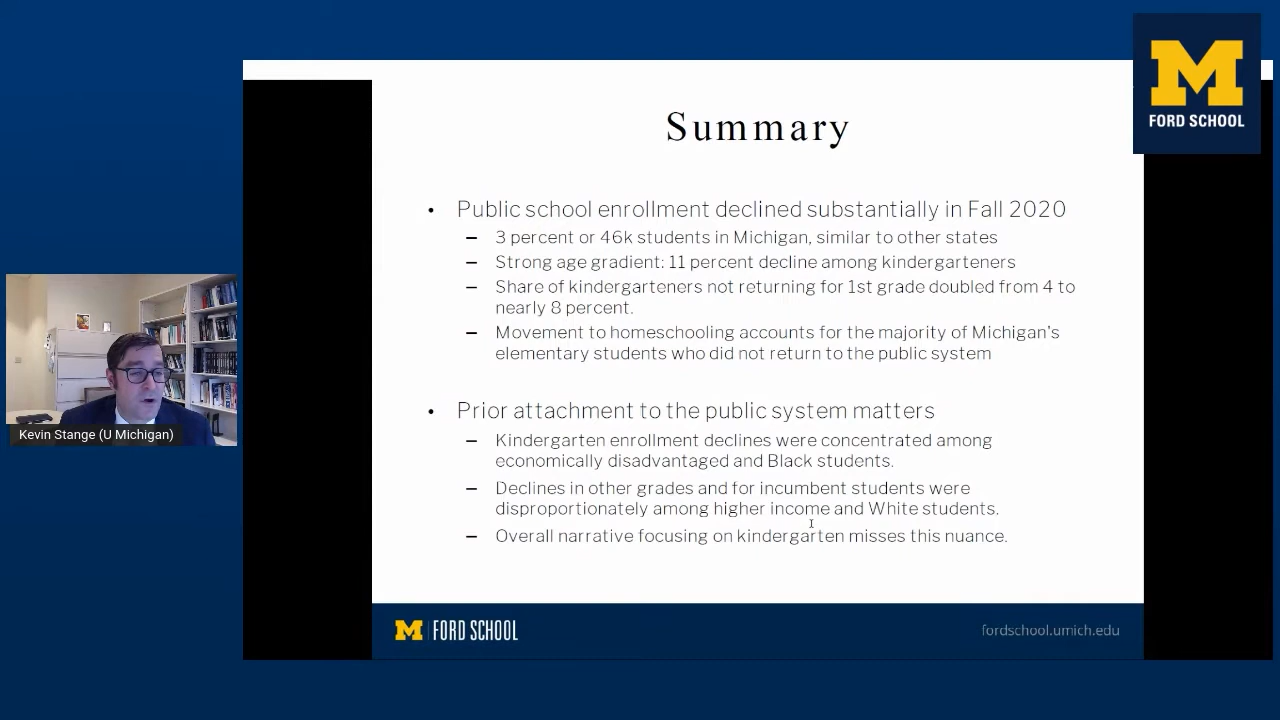 M
FORD SCHOOL
Summary
• Public school enrollment declined substantially in Fall 2020
– 3 percent or 46k students in Michigan, similar to other states
– Strong age gradient: 11 percent decline among kindergarteners
– Share of kindergarteners not returning for 1st grade doubled from 4 to
nearly 8 percent.
– Movement to homeschooling accounts for the majority of Michigan's
elementary students who did not return to the public system
• Prior attachment to the public system matters
– Kindergarten enrollment declines were concentrated among
economically disadvantaged and Black students.
– Declines in other grades and for incumbent students were
disproportionately among higher income and White students.
– Overall narrative focusing on kindergarten misses this nuance.
Kevin Stange (U Michigan)
M FORD SCHOOL
fordschool.umich.edu